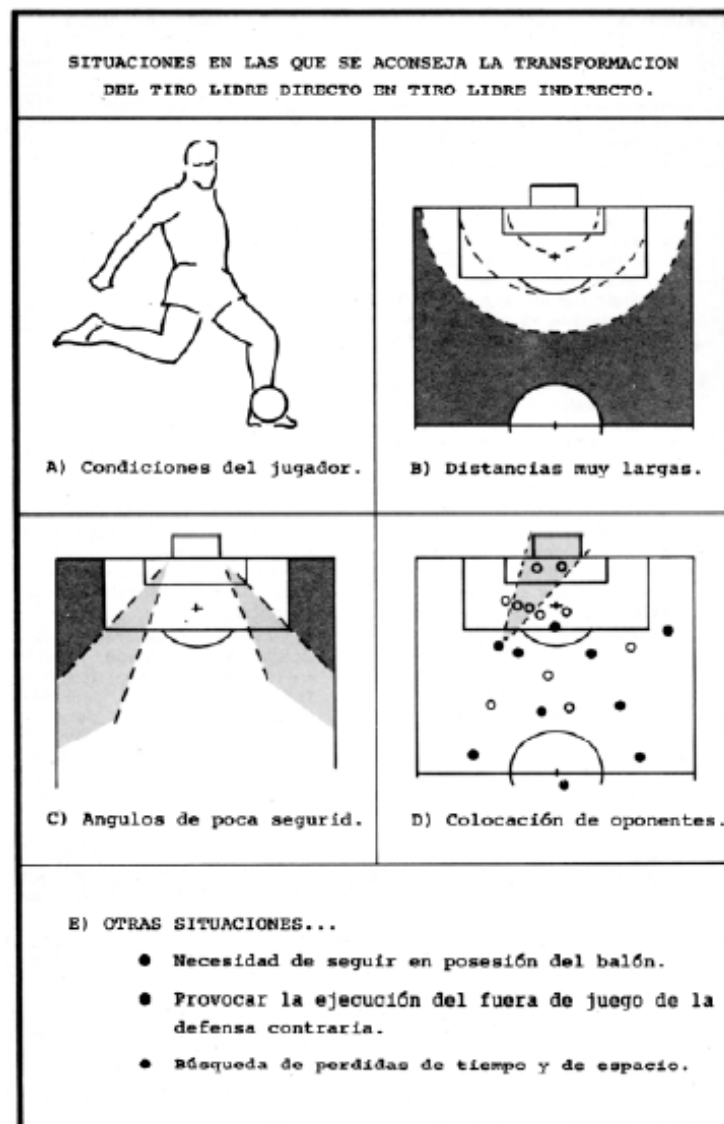 SITUACIONES EN LAS QUE SE ACONSEJA LA TRANSFORMACION
DEL TIRO LIBRE DIRECTO EN TIRO LIBRE INDIRECTO.
A) Condiciones del jugador.
B) Distancias muy largas.
C) Angulos de poca segurid.
D) Colocación de oponentes.
E) OTRAS SITUACIONES...
● Necesidad de seguir en posesión del balón.
● Provocar la ejecución del fuera de juego de la
defensa contraria.
● Búsqueda de perdidas de tiempo y de espacio.